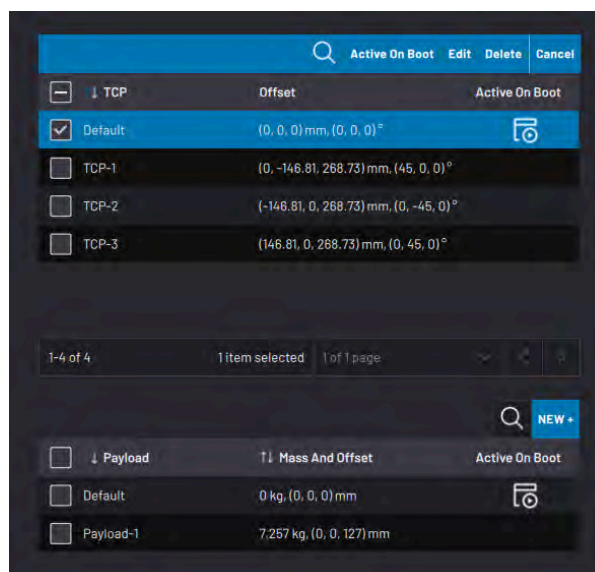 Active On Boot Edit Delete Cancel
↓ TCP Offset Active On Boot
Default (0, 0, 0) mm, (0, 0, 0) °
TCP-1 (0, -146.81, 268.73) mm, (45, 0, 0) °
TCP-2 (-146.81, 0, 268.73) mm, (0, -45, 0) °
TCP-3 (146.81, 0, 268.73) mm, (0, 45, 0) °
1-4 of 4 1 item selected 1 of 1 page
NEW +
↓ Payload ↑↓ Mass And Offset Active On Boot
Default 0 kg, (0, 0, 0) mm
Payload-1 7.257 kg, (0, 0, 127) mm